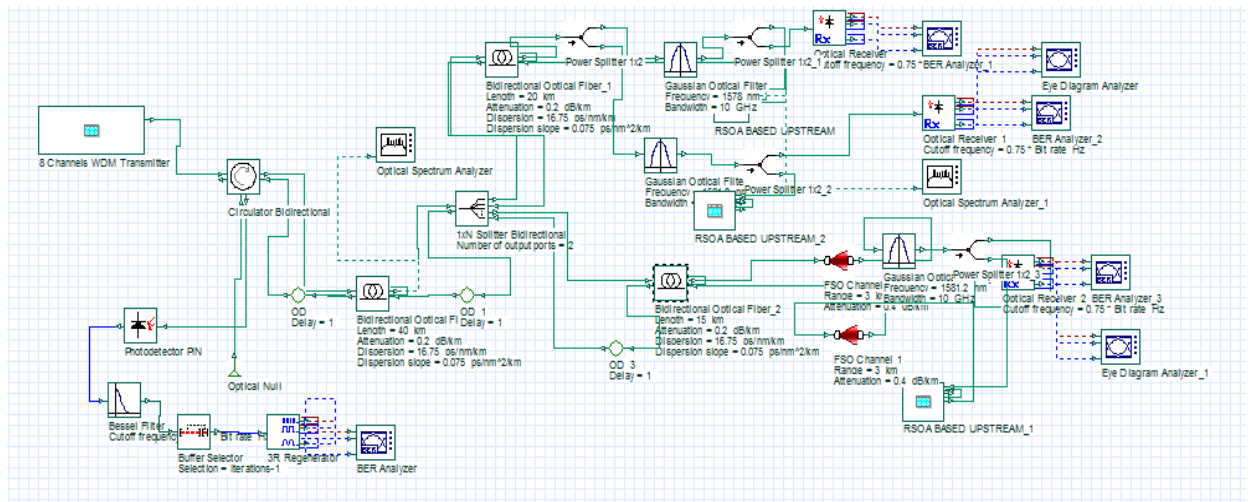 8 Channels WDM Transmitter
Circulator Bidirectional
Optical Spectrum Analyzer
Bidirectional Optical Fiber_1
Length = 20 km
Attenuation = 0.2 dB/km
Dispersion = 16.75 ps/nm/km
Dispersion slope = 0.075 ps/nm^2/km
Power Splitter 1x2
Gaussian Optical Filter
Frequency = 1578 nm
Bandwidth = 10 GHz
Power Splitter 1x2_1
RSOA BASED UPSTREAM
Optical Receiver
Cutoff frequency = 0.75 *
BER Analyzer_1
Eye Diagram Analyzer
Optical Receiver_1
Cutoff frequency = 0.75 * Bit rate Hz
BER Analyzer_2
Gaussian Optical Filte
Frequency =
Bandwidth =
Power Splitter 1x2_2
RSOA BASED UPSTREAM_2
Optical Spectrum Analyzer_1
1xN Splitter Bidirectional
Number of output ports = 2
OD
Delay = 1
Bidirectional Optical Fi
Length = 40 km
Attenuation = 0.2 dB/km
Dispersion = 16.75 ps/nm/km
Dispersion slope = 0.075 ps/nm^2/km
OD_1
Delay = 1
Bidirectional Optical Fiber_2
Length = 15 km
Attenuation = 0.2 dB/km
Dispersion = 16.75 ps/nm/km
Dispersion slope = 0.075 ps/nm^2/km
OD_3
Delay = 1
FSO Channel
Range = 3 km
Attenuation = 0.4 dB/km
Gaussian Optic
Frequency = 1581.2 nm
Bandwidth = 10 GHz
Power Splitter 1x2_3
Optical Receiver_2
Cutoff frequency = 0.75 * Bit rate Hz
BER Analyzer_3
FSO Channel_1
Range = 3 km
Attenuation = 0.4 dB/km
Eye Diagram Analyzer_1
RSOA BASED UPSTREAM_1
Photodetector PIN
Optical Null
Bessel Filter
Cutoff frequency
Bit rate
Buffer Selector
Selection = Iterations-1
3R Regenerator
BER Analyzer